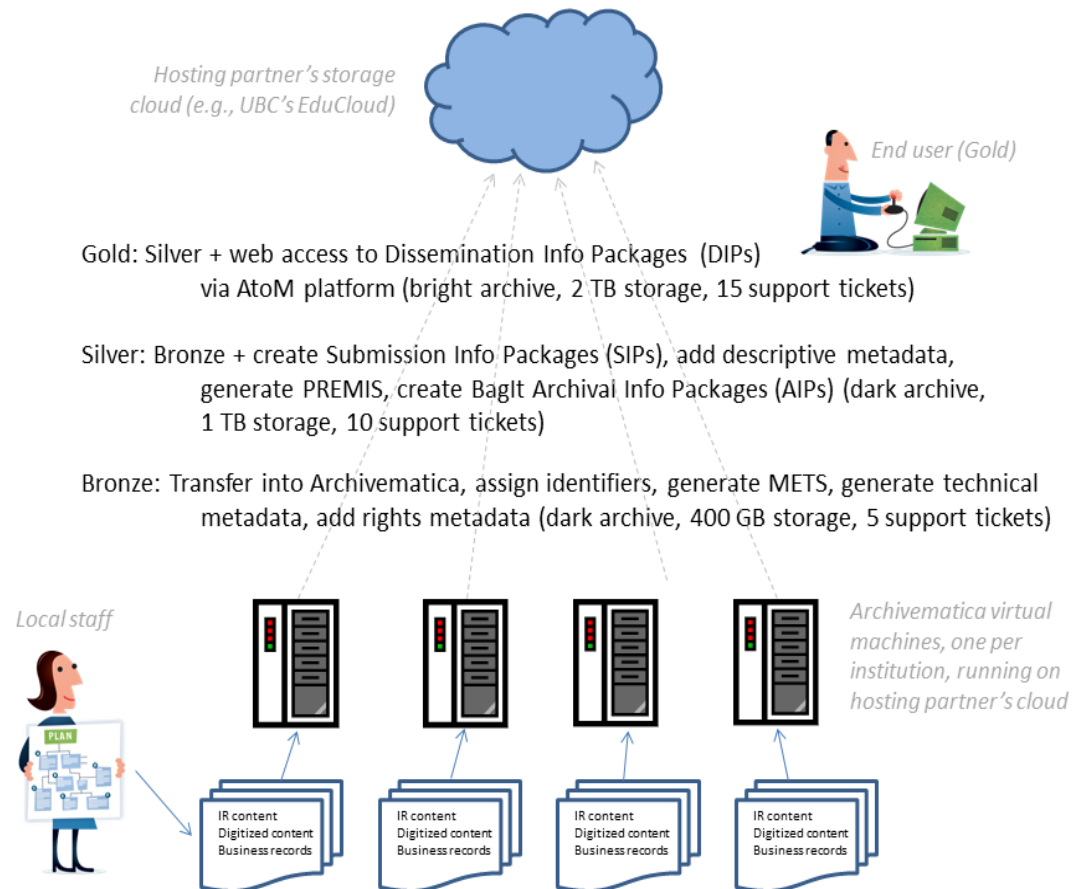 Hosting partner's storage
cloud (e.g., UBC's EduCloud)
End user (Gold)
Gold: Silver + web access to Dissemination Info Packages (DIPs)
via AtoM platform (bright archive, 2 TB storage, 15 support tickets)
Silver: Bronze + create Submission Info Packages (SIPs), add descriptive metadata,
generate PREMIS, create BagIt Archival Info Packages (AIPs) (dark archive,
1 TB storage, 10 support tickets)
Bronze: Transfer into Archivematica, assign identifiers, generate METS, generate technical
metadata, add rights metadata (dark archive, 400 GB storage, 5 support tickets)
Local staff
Archivematica virtual
machines, one per
institution, running on
hosting partner's cloud
PLAN
IR content
Digitized content
Business records
IR content
Digitized content
Business records
IR content
Digitized content
Business records
IR content
Digitized content
Business records